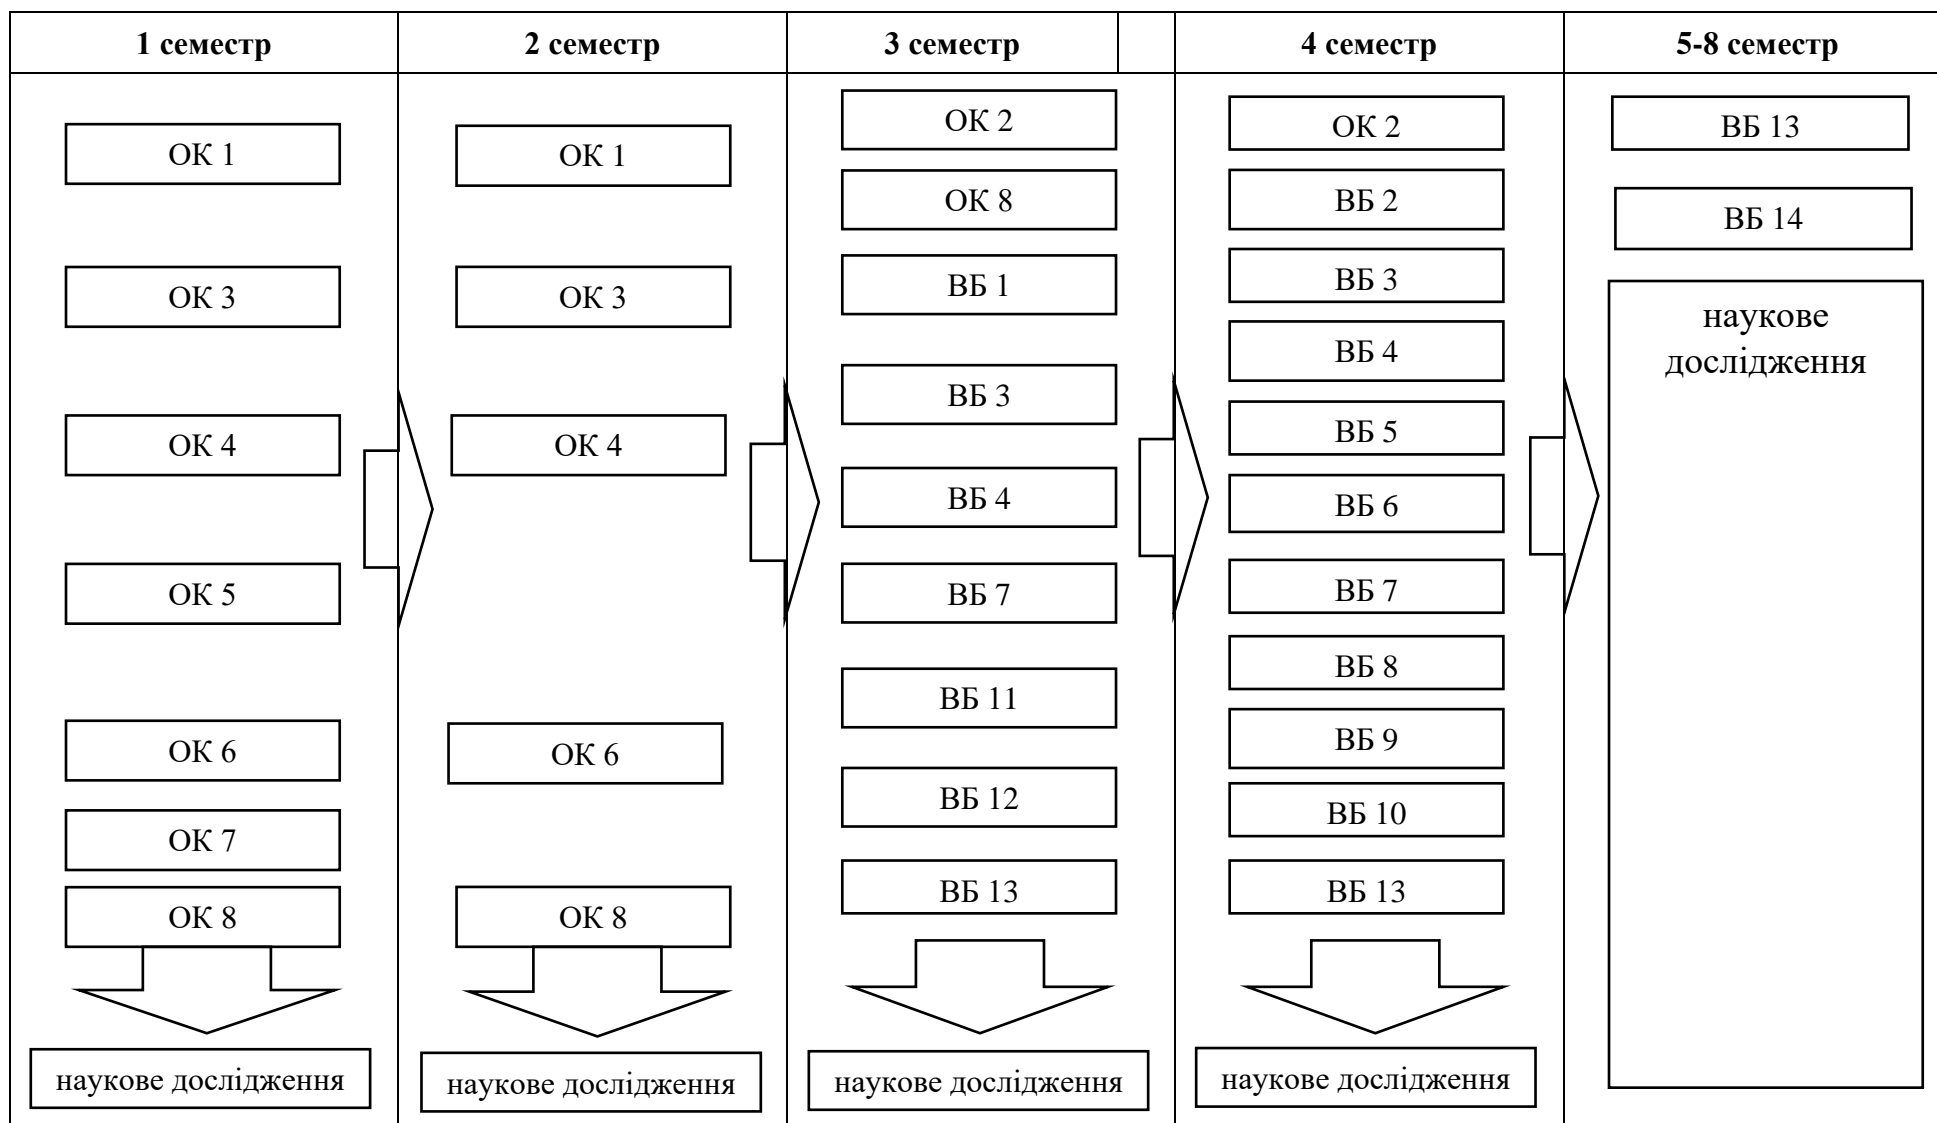 1 семестр
2 семестр
3 семестр
4 семестр
5-8 семестр
ОК 1
ОК 3
ОК 4
ОК 5
ОК 6
ОК 7
ОК 8
наукове дослідження
ОК 1
ОК 3
ОК 4
ОК 6
ОК 8
наукове дослідження
ОК 2
ОК 8
ВБ 1
ВБ 3
ВБ 4
ВБ 7
ВБ 11
ВБ 12
ВБ 13
наукове дослідження
ОК 2
ВБ 2
ВБ 3
ВБ 4
ВБ 5
ВБ 6
ВБ 7
ВБ 8
ВБ 9
ВБ 10
ВБ 13
наукове дослідження
ВБ 13
ВБ 14
наукове
дослідження